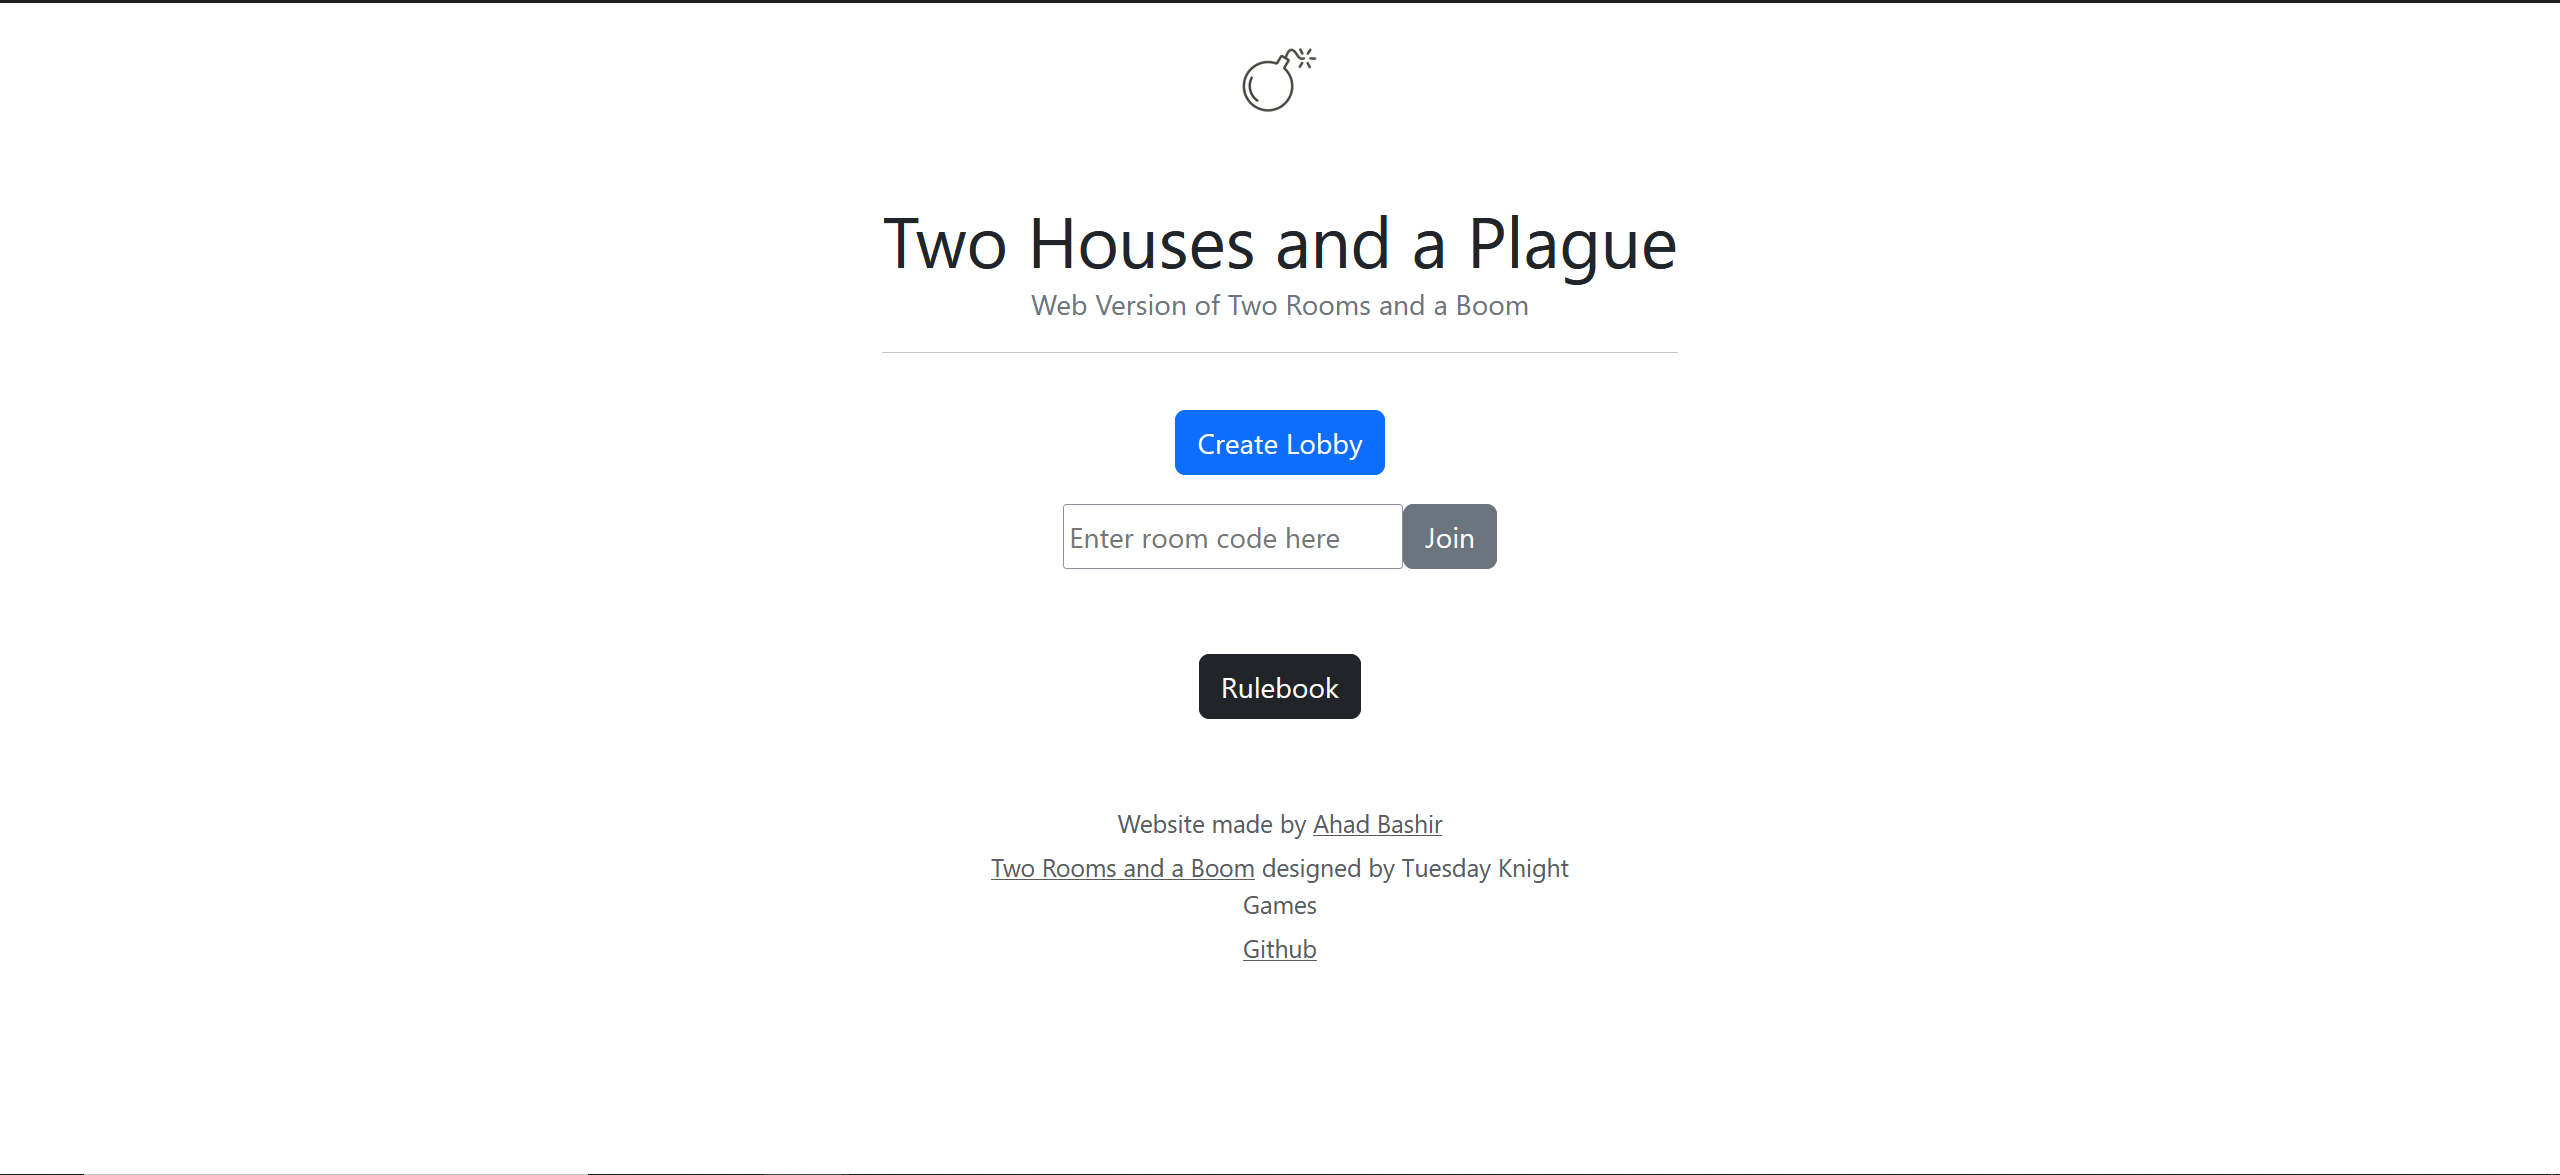 Two Houses and a Plague
Web Version of Two Rooms and a Boom
Create Lobby
Enter room code here
Join
Rulebook
Website made by Ahad Bashir
Two Rooms and a Boom designed by Tuesday Knight
Games
Github